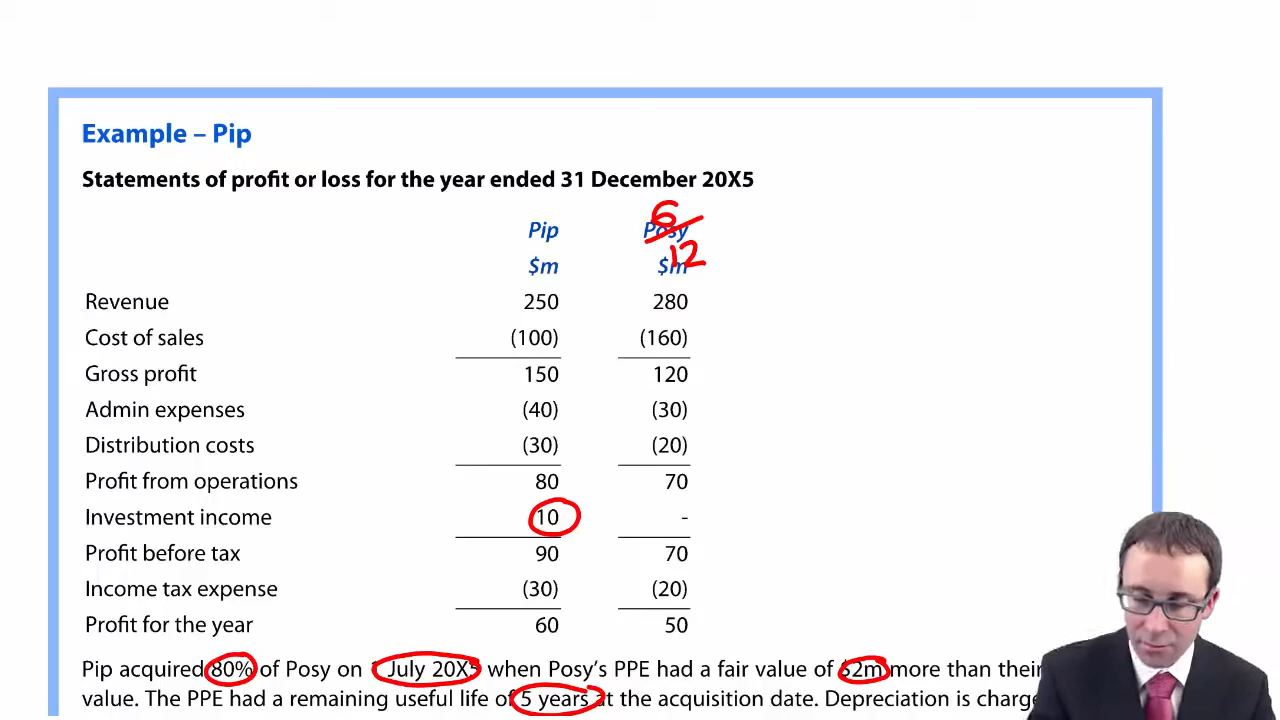 Example – Pip
Statements of profit or loss for the year ended 31 December 20X5
Pip Posy 6/12
$m $m
Revenue 250 280
Cost of sales (100) (160)
Gross profit 150 120
Admin expenses (40) (30)
Distribution costs (30) (20)
Profit from operations 80 70
Investment income 10 -
Profit before tax 90 70
Income tax expense (30) (20)
Profit for the year 60 50
Pip acquired 80% of Posy on 1 July 20X5 when Posy's PPE had a fair value of $2m more than their
value. The PPE had a remaining useful life of 5 years at the acquisition date. Depreciation is charge